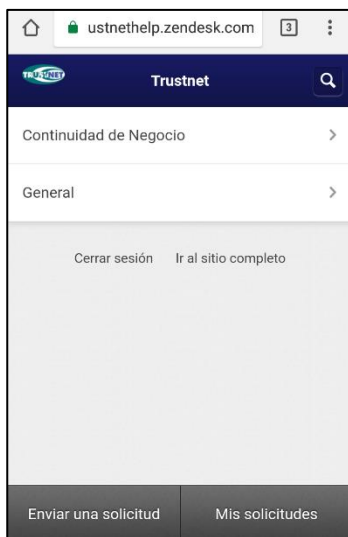 ustnethelp.zendesk.com 3
TRUSTNET Trustnet
Continuidad de Negocio
General
Cerrar sesión Ir al sitio completo
Enviar una solicitud Mis solicitudes